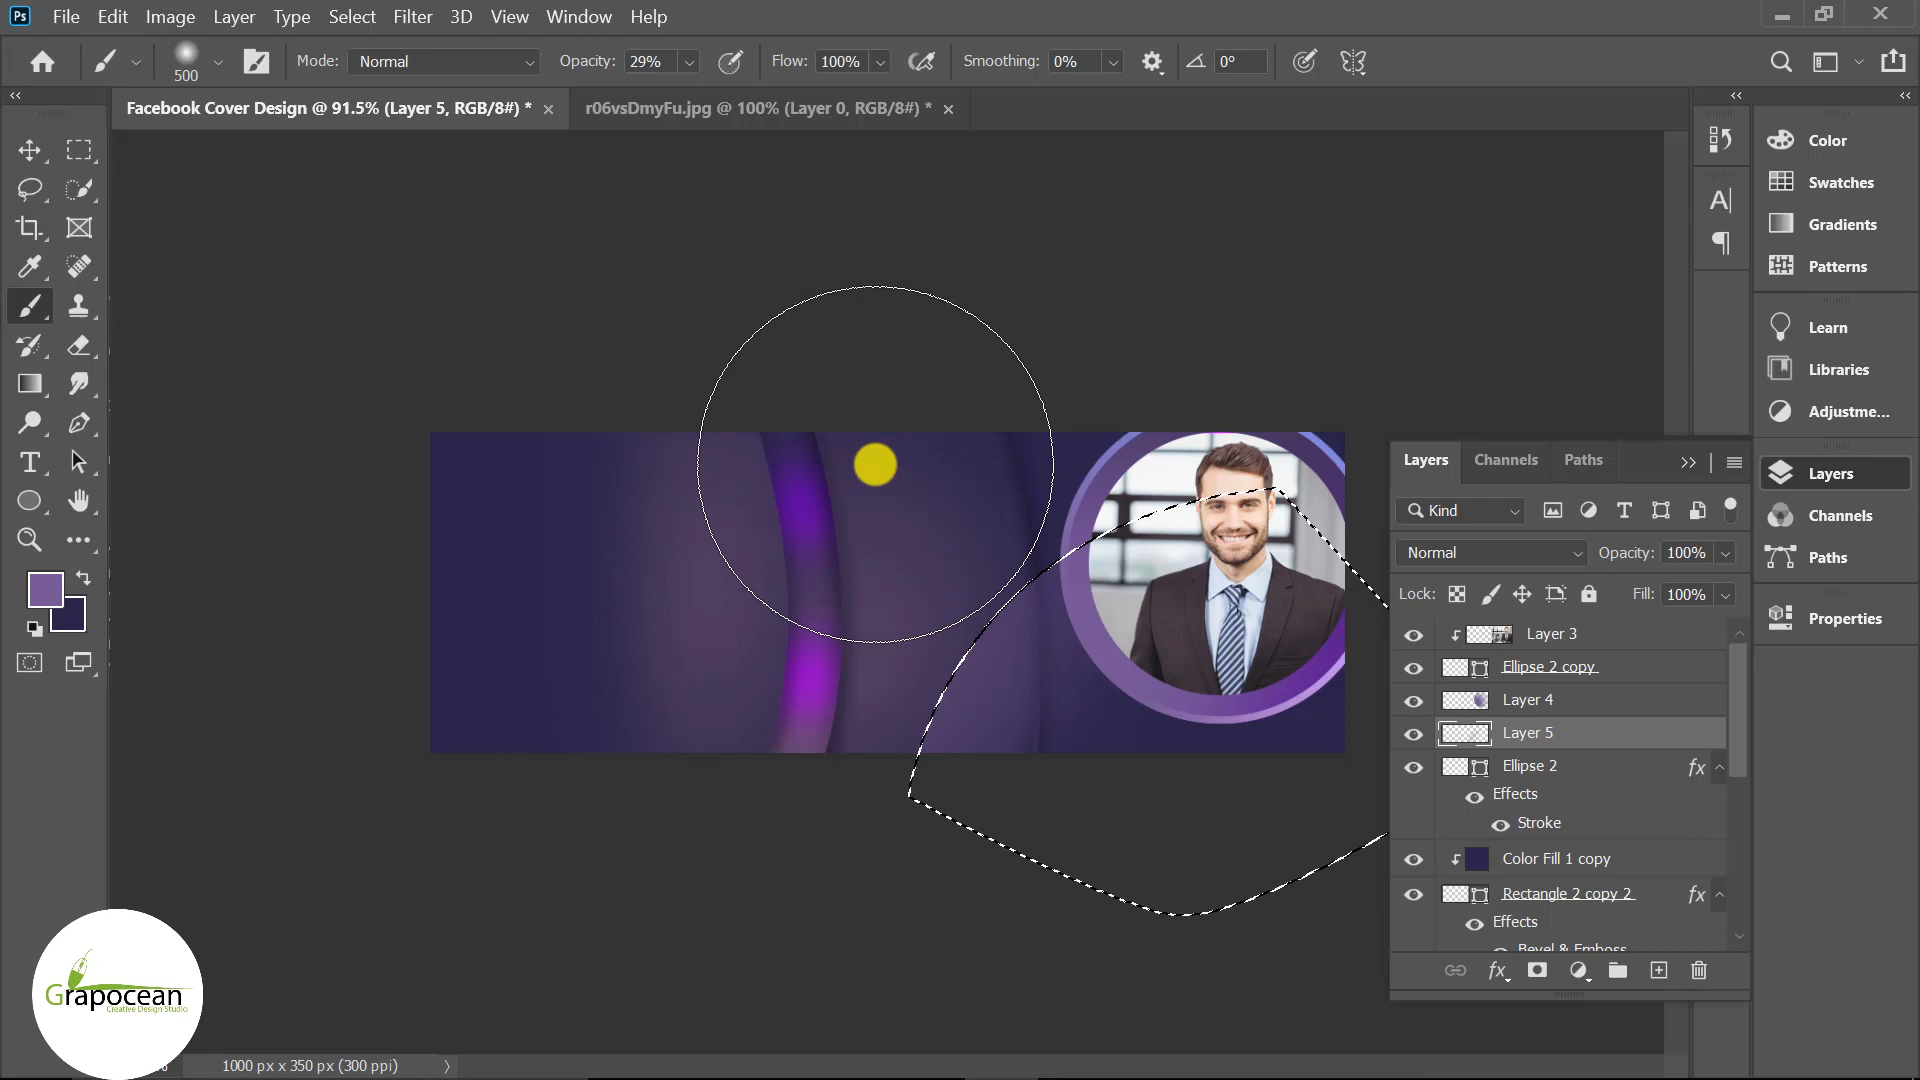 Ps File Edit Image Layer Type Select Filter 3D View Window Help
500 Mode: Normal Opacity: 29% Flow: 100% Smoothing: 0% 0°
Facebook Cover Design @ 91.5% (Layer 5, RGB/8#) * r06vsDmyFu.jpg @ 100% (Layer 0, RGB/8#) *
Color
Swatches
Gradients
Patterns
Learn
Libraries
Adjustme...
Layers
Channels
Paths
Properties
Layers Channels Paths
Kind
Normal Opacity: 100%
Lock: Fill: 100%
Layer 3
Ellipse 2 copy
Layer 4
Layer 5
Ellipse 2 fx
Effects
Stroke
Color Fill 1 copy
Rectangle 2 copy 2 fx
Effects
Bevel & Emboss
fx
Grapocean
Creative Design Studio
1000 px x 350 px (300 ppi)